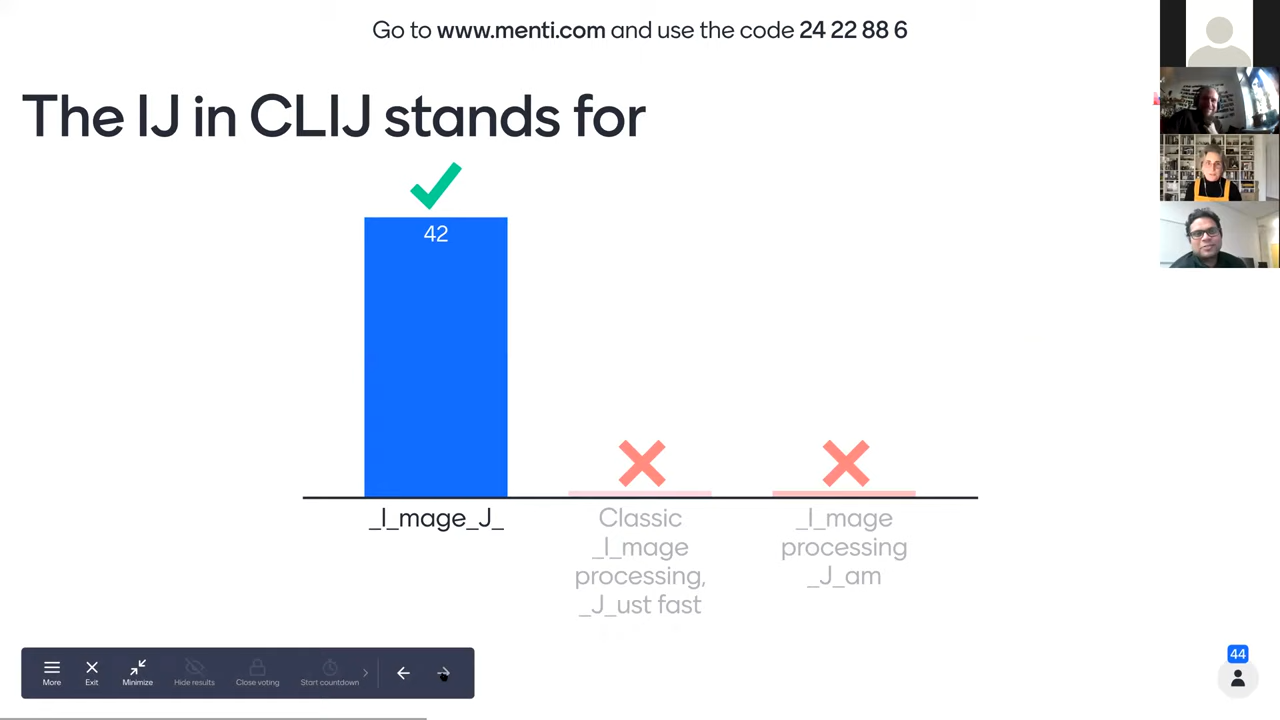 Go to www.menti.com and use the code 24 22 88 6
The IJ in CLIJ stands for
42
_I_mage_J_
Classic
_I_mage
processing,
_J_ust fast
_I_mage
processing
_J_am
More
Exit
Minimize
Hide results
Close voting
Start countdown
44